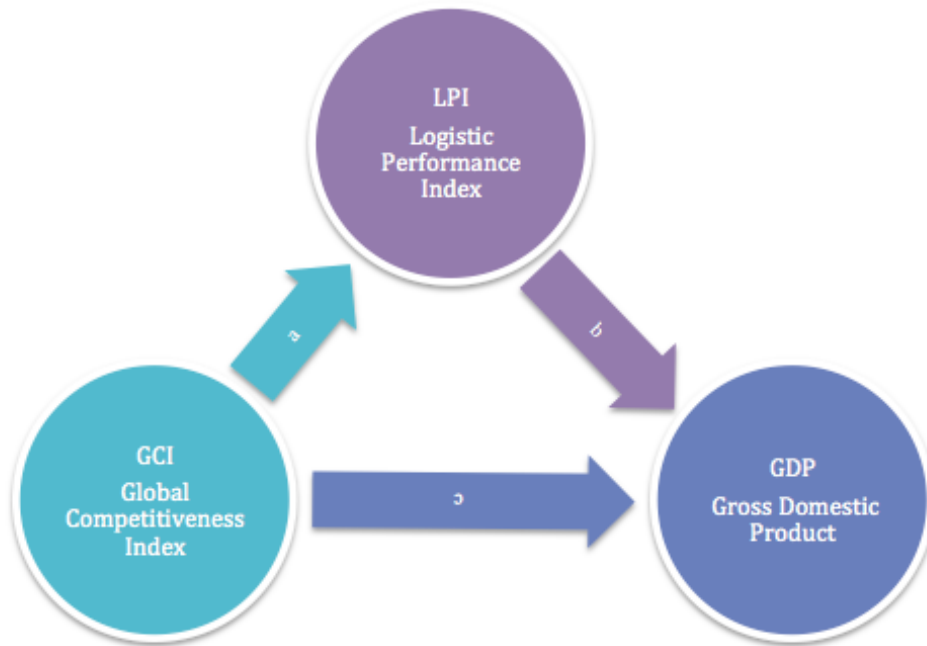 LPI
Logistic
Performance
Index
a
b
GCI
Global
Competitiveness
Index
c
GDP
Gross Domestic
Product